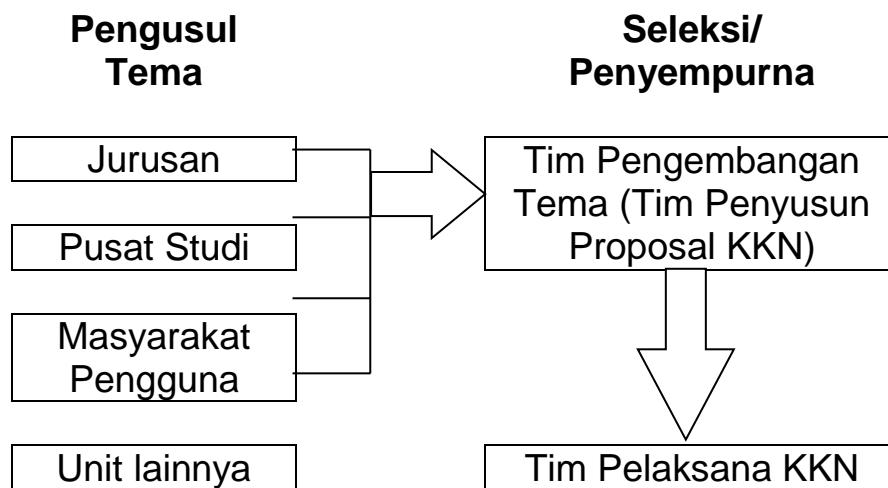 Pengusul
Tema
Seleksi/
Penyempurna
Jurusan
Pusat Studi
Masyarakat
Pengguna
Unit lainnya
Tim Pengembangan
Tema (Tim Penyusun
Proposal KKN)
Tim Pelaksana KKN